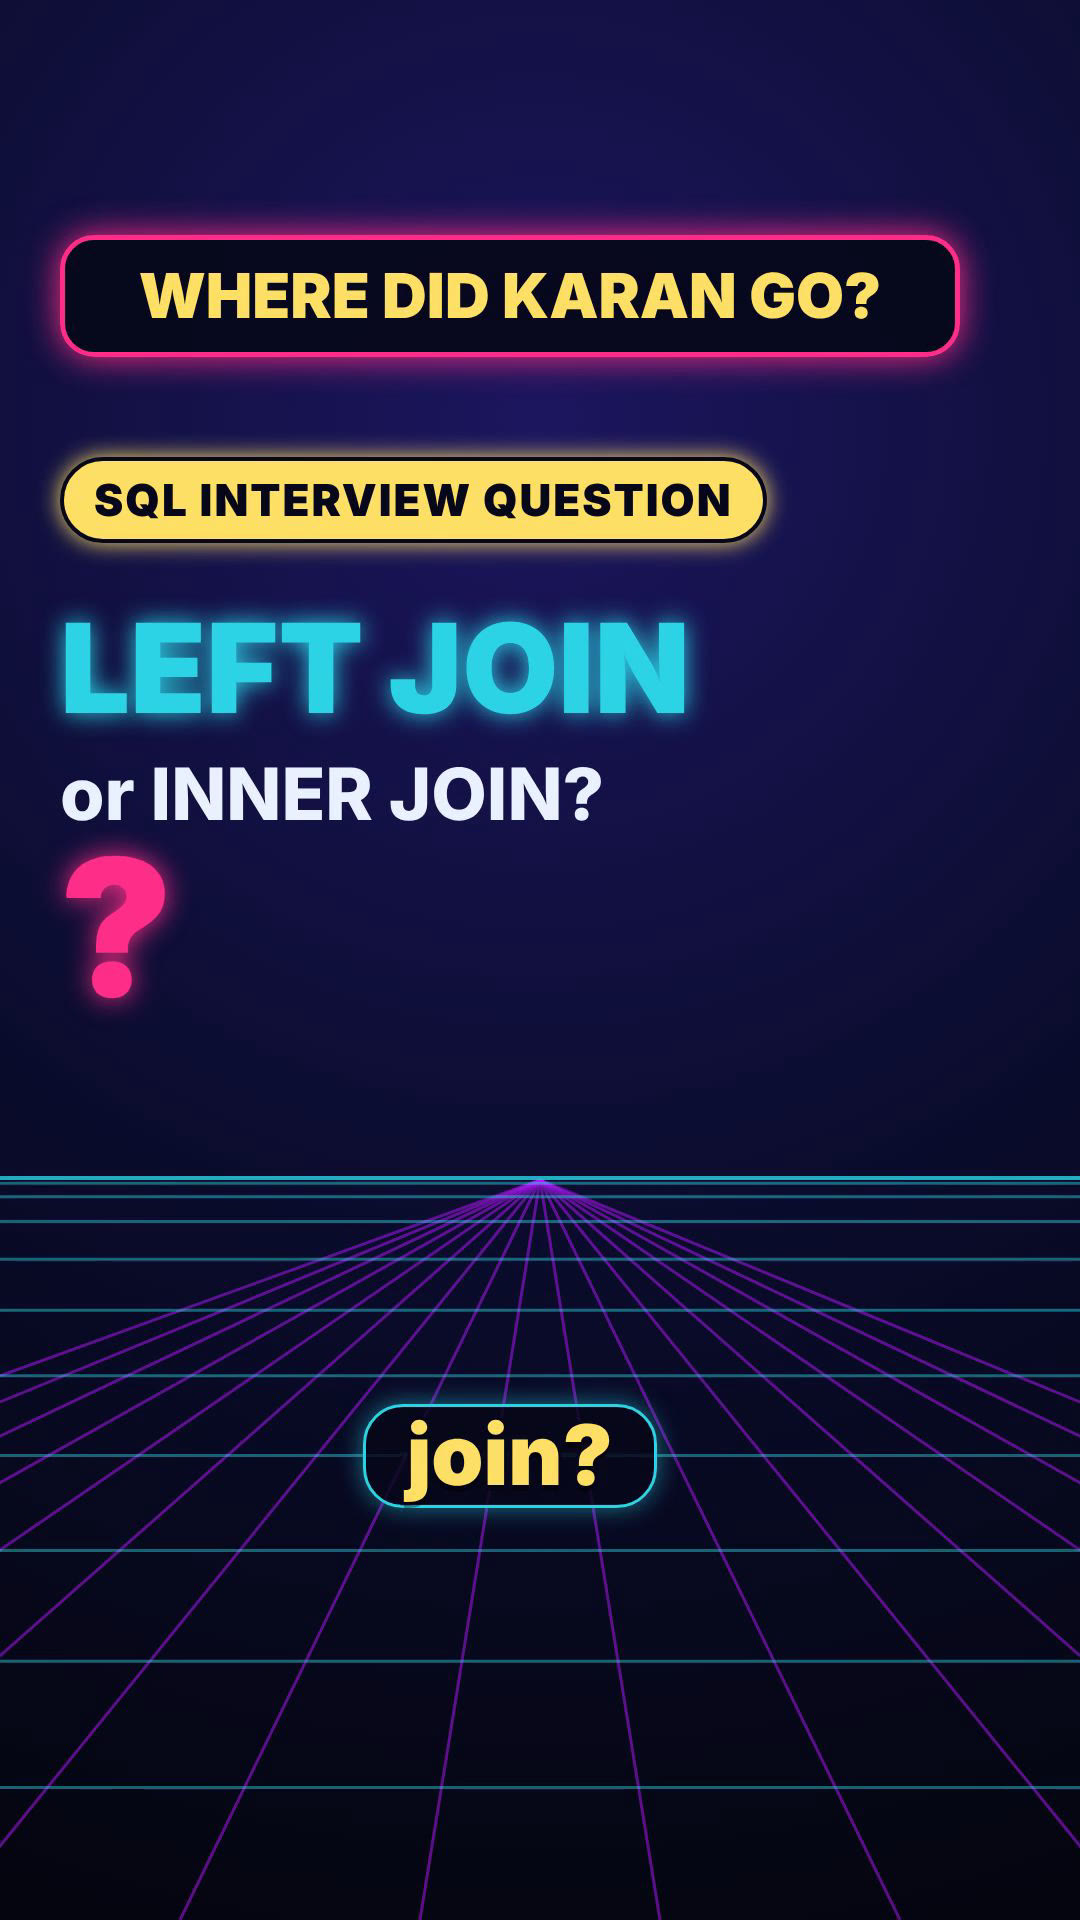 WHERE DID KARAN GO?
SQL INTERVIEW QUESTION
LEFT JOIN
or INNER JOIN?
?
join?